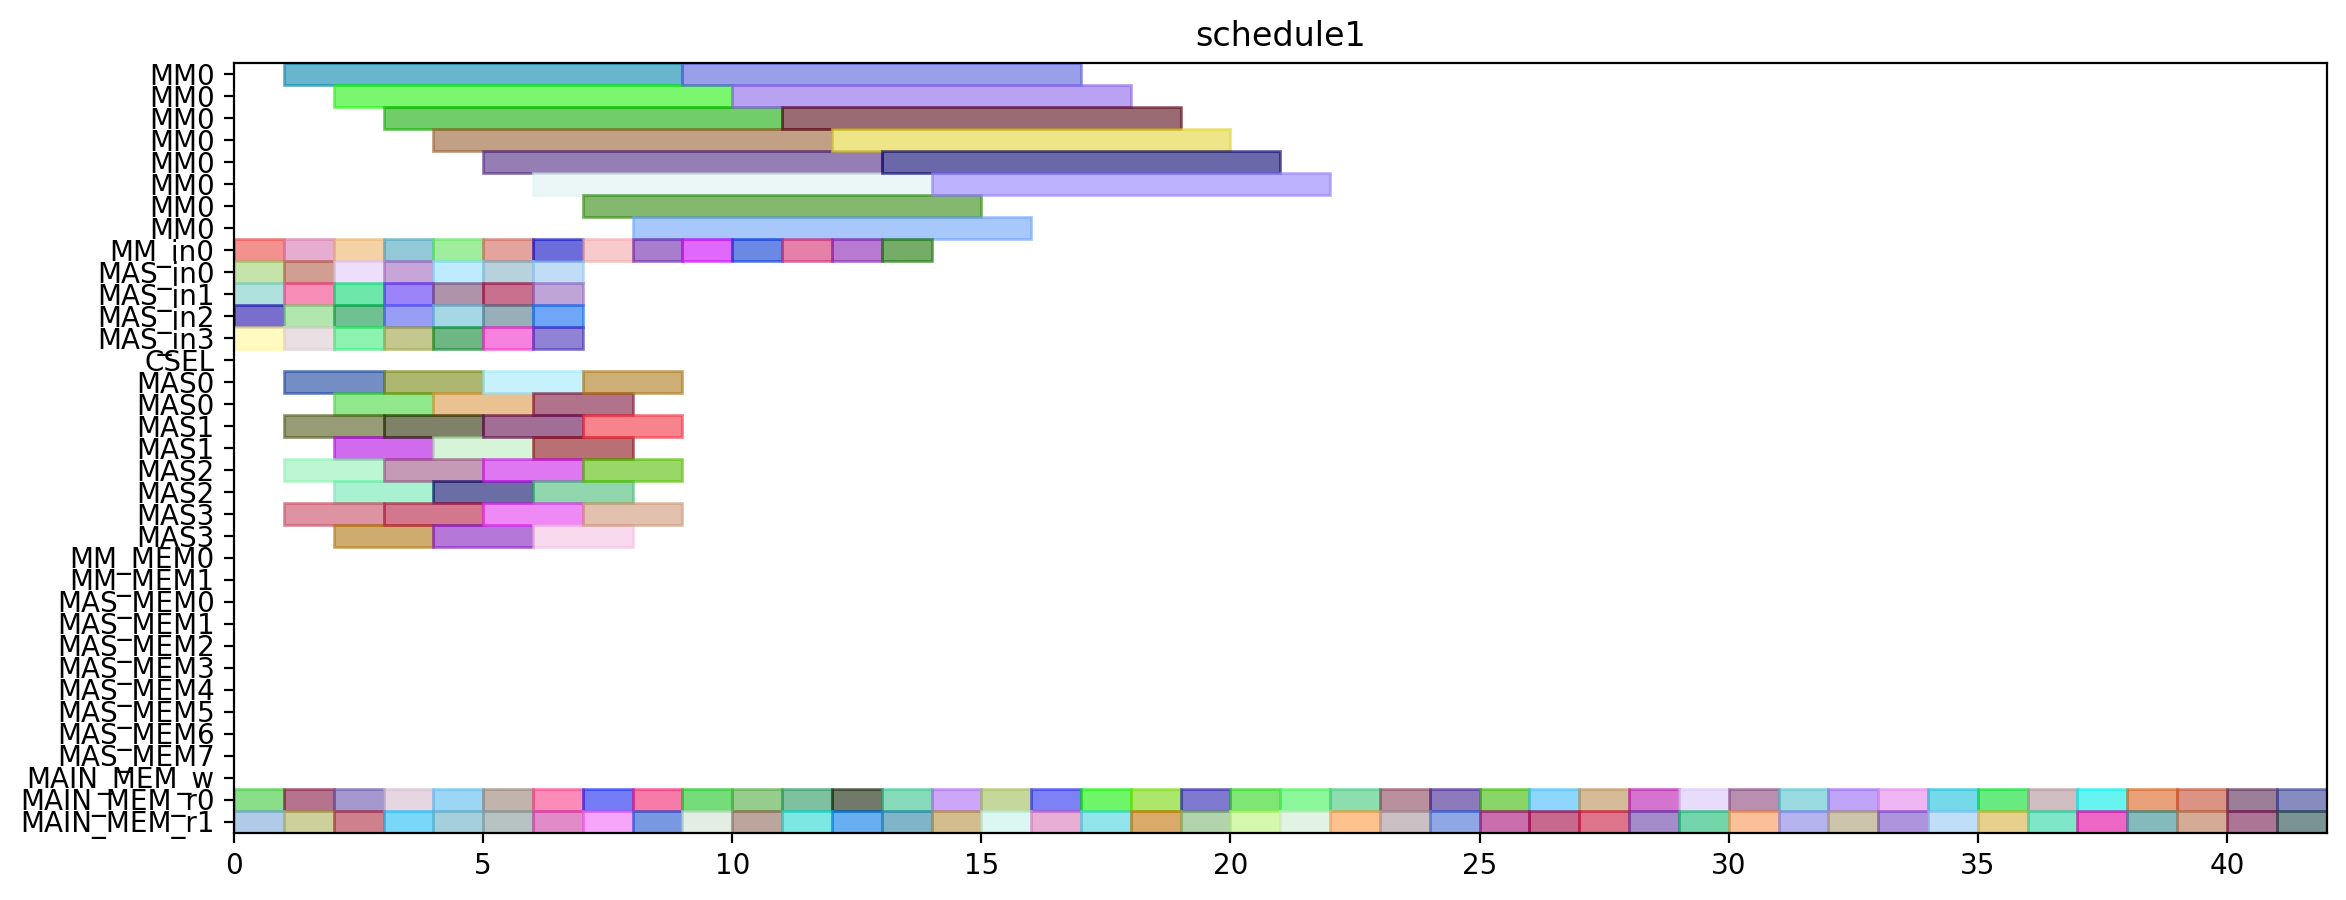 schedule1
MM0
MM0
MM0
MM0
MM0
MM0
MM0
MM0
MM_in0
MAS_in0
MAS_in1
MAS_in2
MAS_in3
CSEL
MAS0
MAS0
MAS1
MAS1
MAS2
MAS2
MAS3
MAS3
MM_MEM0
MM_MEM1
MAS_MEM0
MAS_MEM1
MAS_MEM2
MAS_MEM3
MAS_MEM4
MAS_MEM5
MAS_MEM6
MAS_MEM7
MAIN_MEM_w
MAIN_MEM_r0
MAIN_MEM_r1
0 5 10 15 20 25 30 35 40